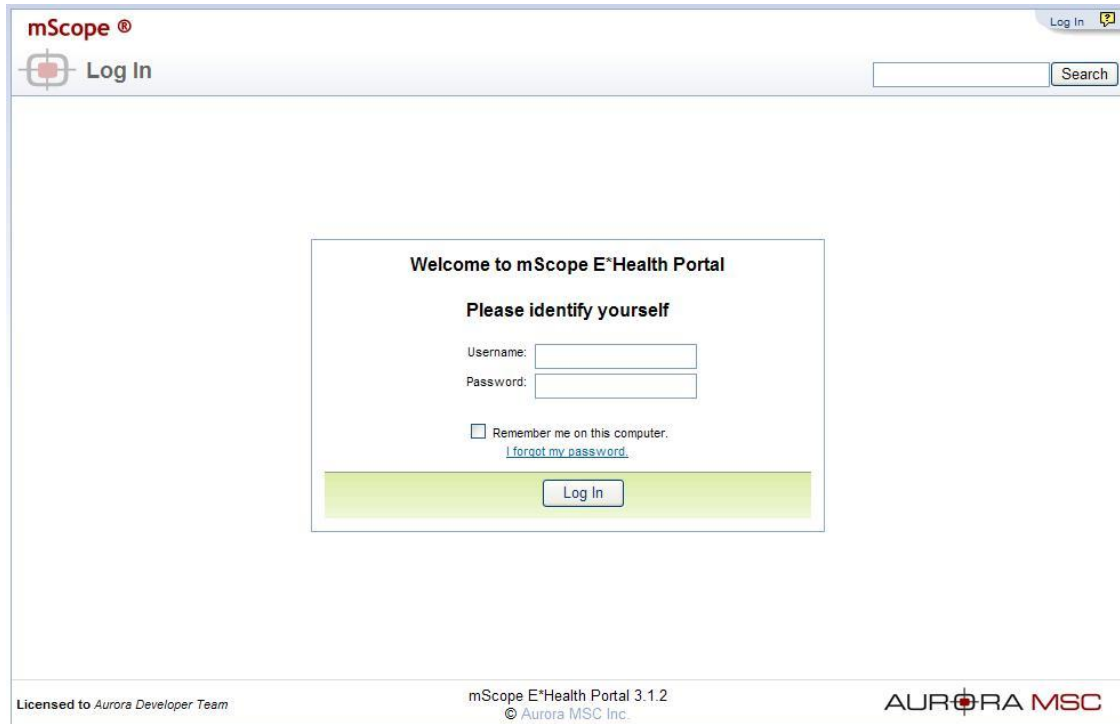 mScope ®
Log In ?
Log In
Search
Welcome to mScope E*Health Portal
Please identify yourself
Username:
Password:
Remember me on this computer.
I forgot my password.
Log In
Licensed to Aurora Developer Team
mScope E*Health Portal 3.1.2
© Aurora MSC Inc.
AURORA MSC